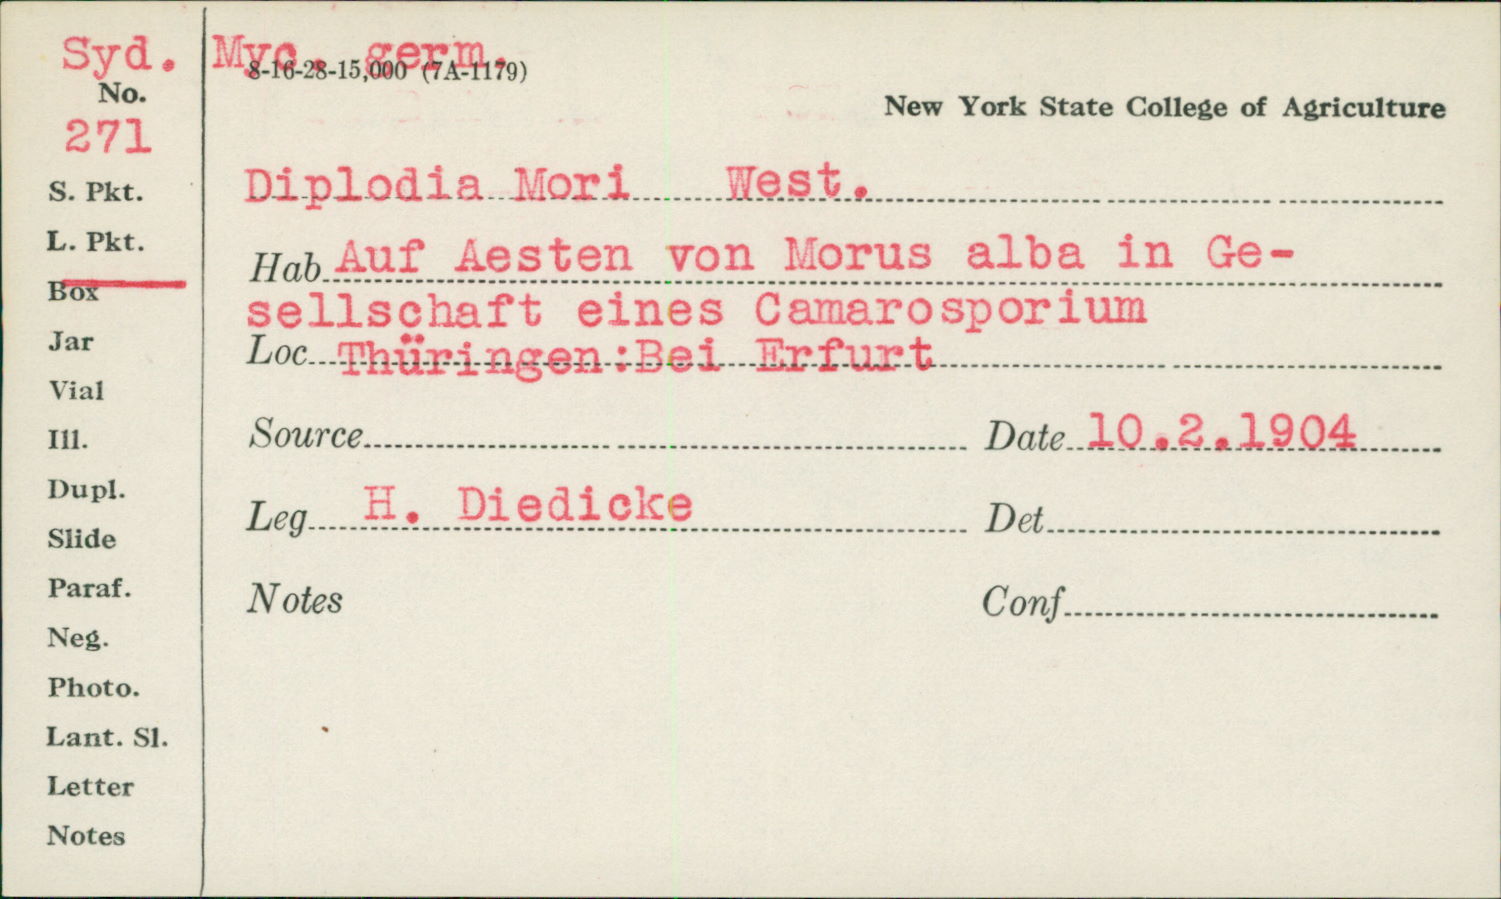 Syd. Myc. germ.
8-16-28-15,000 (7A-1179)
No.
New York State College of Agriculture
271
Diplodia Mori West.
S. Pkt.
L. Pkt.
Hab Auf Aesten von Morus alba in Ge-
Box
sellschaft eines Camarosporium
Jar
Loc Thüringen:Bei Erfurt
Vial
Ill.
Source Date 10.2.1904
Dupl.
Leg H. Diedicke Det
Slide
Paraf.
Notes Conf
Neg.
Photo.
Lant. Sl.
Letter
Notes